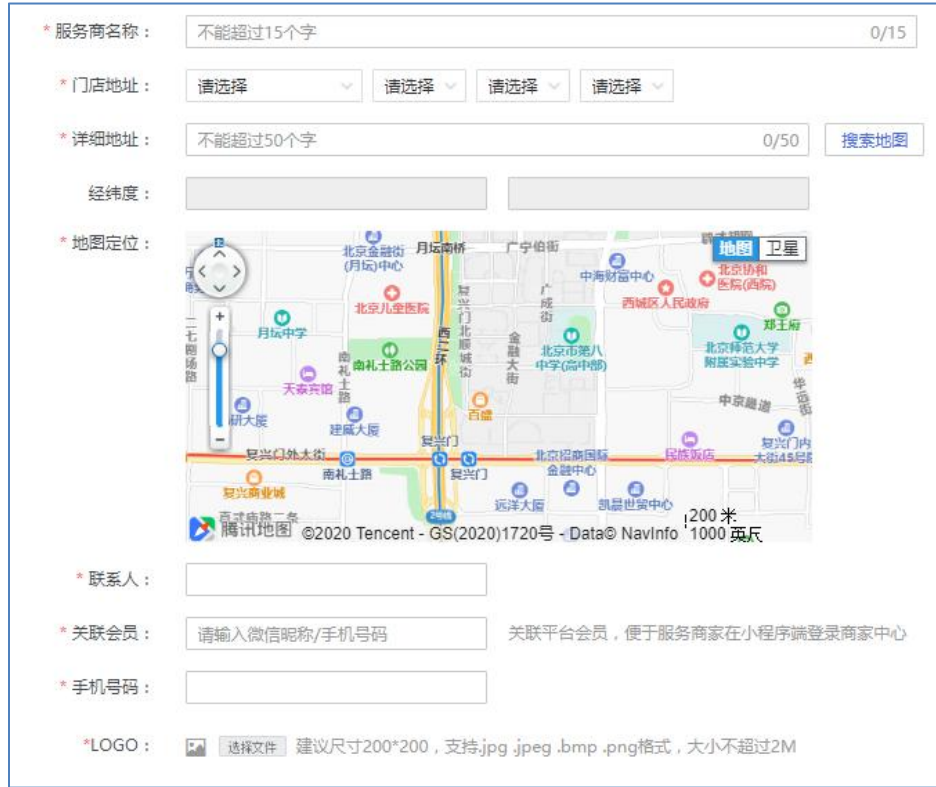 * 服务商名称： 不能超过15个字 0/15
* 门店地址： 请选择 请选择 请选择 请选择
* 详细地址： 不能超过50个字 0/50 搜索地图
经纬度：
* 地图定位：
北
地图 卫星
北京金融街(月坛)中心
月坛南桥
广宁伯街
中海财富中心
北京协和医院(西院)
北京儿童医院
西城区人民政府
复兴门北顺城街
广成街
郑王府
月坛中学
二七剧场路
西二环
金融大街
北京市第八中学(高中部)
北京师范大学附属实验中学
南礼士路公园
南礼士路
天泰宾馆
华远街
中京畿道
百盛
研大厦
建威大厦
复兴门
民族饭店
复兴门内大街45号院
复兴门外大街
南礼士路
复兴门
北京招商国际金融中心
复兴商业城
远洋大厦
凯晨世贸中心
2号线
腾讯地图 ©2020 Tencent - GS(2020)1720号 - Data© NavInfo
200 米
1000 英尺
* 联系人：
* 关联会员： 请输入微信昵称/手机号码 关联平台会员，便于服务商家在小程序端登录商家中心
* 手机号码：
*LOGO： 选择文件 建议尺寸200*200，支持.jpg .jpeg .bmp .png格式，大小不超过2M